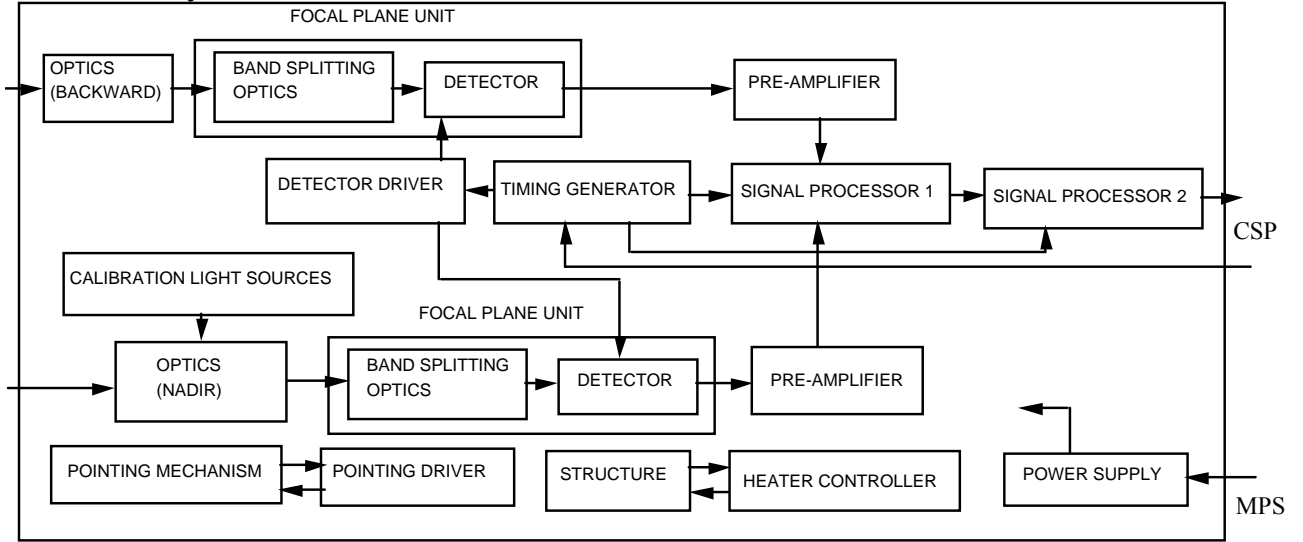 FOCAL PLANE UNIT
OPTICS
(BACKWARD)
BAND SPLITTING
OPTICS
DETECTOR
PRE-AMPLIFIER
DETECTOR DRIVER
TIMING GENERATOR
SIGNAL PROCESSOR 1
SIGNAL PROCESSOR 2
CSP
CALIBRATION LIGHT SOURCES
FOCAL PLANE UNIT
OPTICS
(NADIR)
BAND SPLITTING
OPTICS
DETECTOR
PRE-AMPLIFIER
POINTING MECHANISM
POINTING DRIVER
STRUCTURE
HEATER CONTROLLER
POWER SUPPLY
MPS